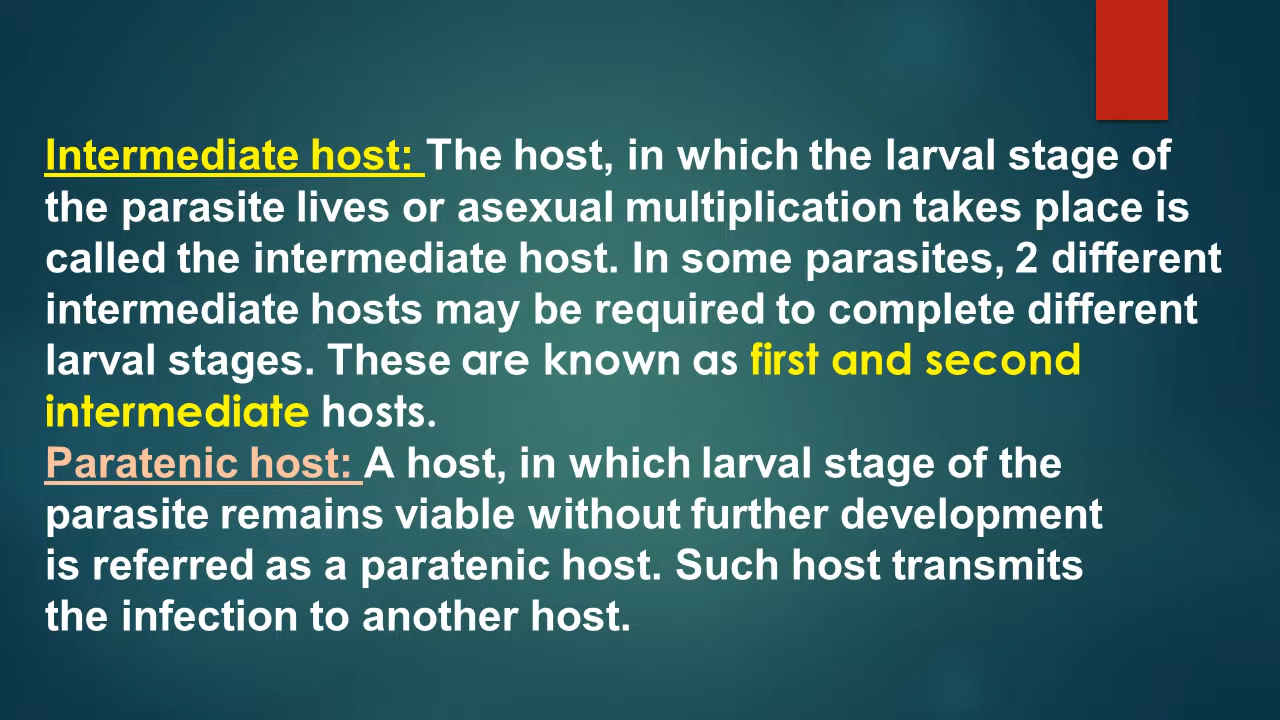 Intermediate host: The host, in which the larval stage of
the parasite lives or asexual multiplication takes place is
called the intermediate host. In some parasites, 2 different
intermediate hosts may be required to complete different
larval stages. These are known as first and second
intermediate hosts.
Paratenic host: A host, in which larval stage of the
parasite remains viable without further development
is referred as a paratenic host. Such host transmits
the infection to another host.